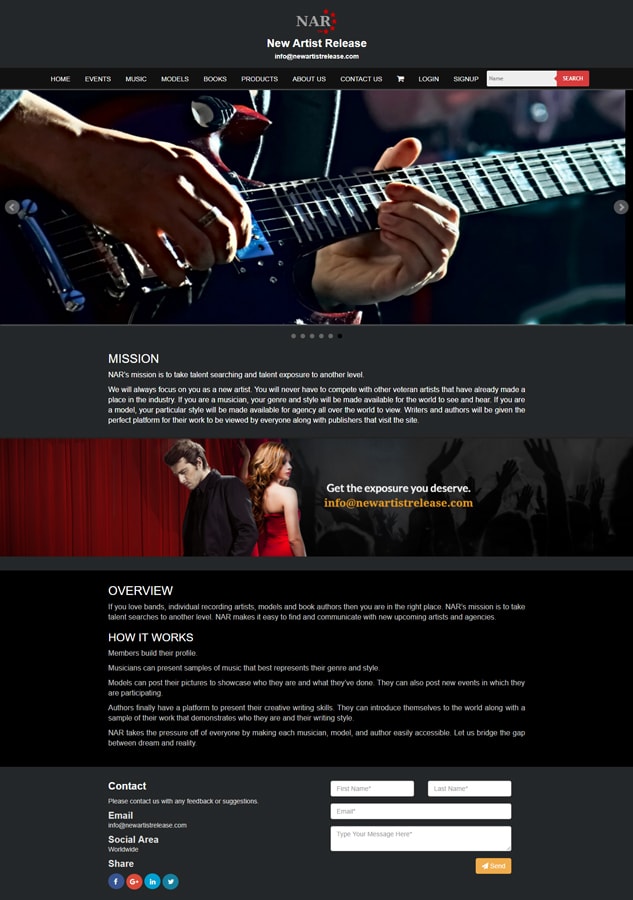 NAR
New Artist Release
info@newartistrelease.com
HOME EVENTS MUSIC MODELS BOOKS PRODUCTS ABOUT US CONTACT US LOGIN SIGNUP Name SEARCH
MISSION
NAR's mission is to take talent searching and talent exposure to another level.
We will always focus on you as a new artist. You will never have to compete with other veteran artists that have already made a
place in the industry. If you are a musician, your genre and style will be made available for the world to see and hear. If you are
a model, your particular style will be made available for agency all over the world to view. Writers and authors will be given the
perfect platform for their work to be viewed by everyone along with publishers that visit the site.
Get the exposure you deserve.
info@newartistrelease.com
OVERVIEW
If you love bands, individual recording artists, models and book authors then you are in the right place. NAR's mission is to take
talent searches to another level. NAR makes it easy to find and communicate with new upcoming artists and agencies.
HOW IT WORKS
Members build their profile.
Musicians can present samples of music that best represents their genre and style.
Models can post their pictures to showcase who they are and what they've done. They can also post new events in which they
are participating.
Authors finally have a platform to present their creative writing skills. They can introduce themselves to the world along with a
sample of their work that demonstrates who they are and their writing style.
NAR takes the pressure off of everyone by making each musician, model, and author easily accessible. Let us bridge the gap
between dream and reality.
Contact
Please contact us with any feedback or suggestions.
Email
info@newartistrelease.com
Social Area
Worldwide
Share
f G+ in
First Name* Last Name*
Email*
Type Your Message Here*
Send